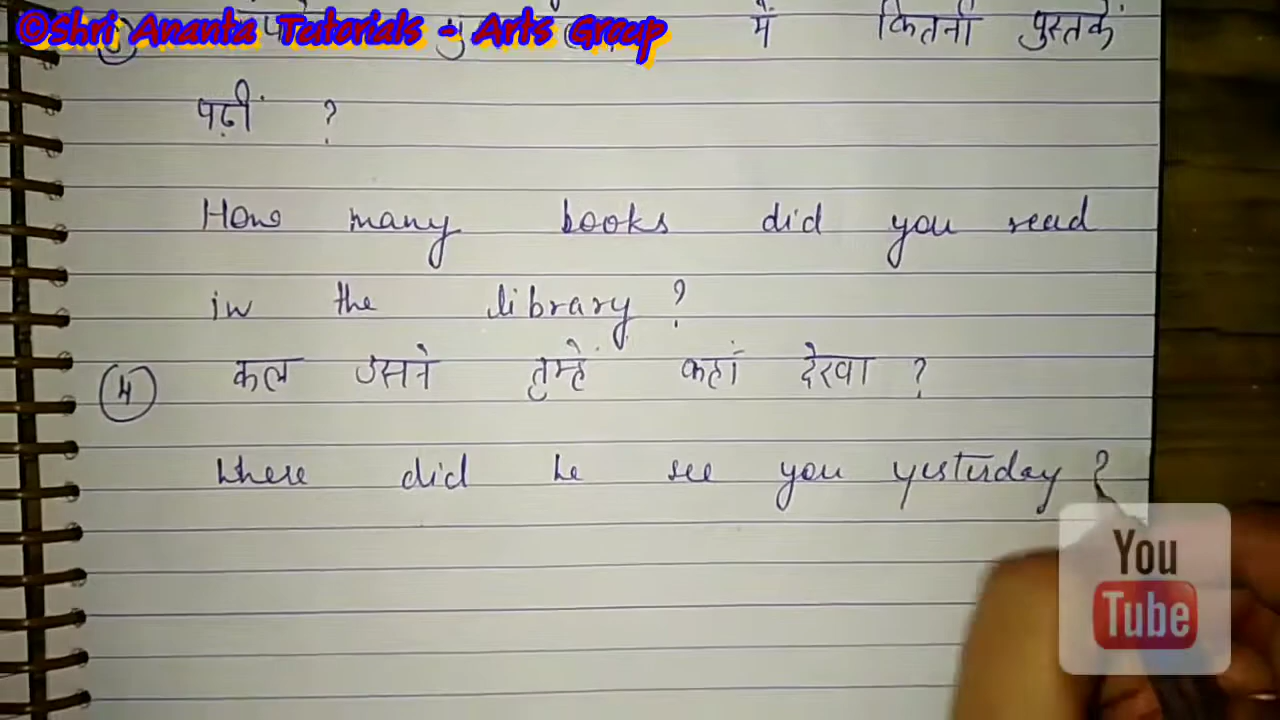 ©Shri Ananta Tutorials - Arts Group
में कितनी पुस्तकें
पढ़ीं ?
How many books did you read
in the library ?
4 कल उसने तुम्हें कहां देखा ?
Where did he see you yesterday ?
You
Tube